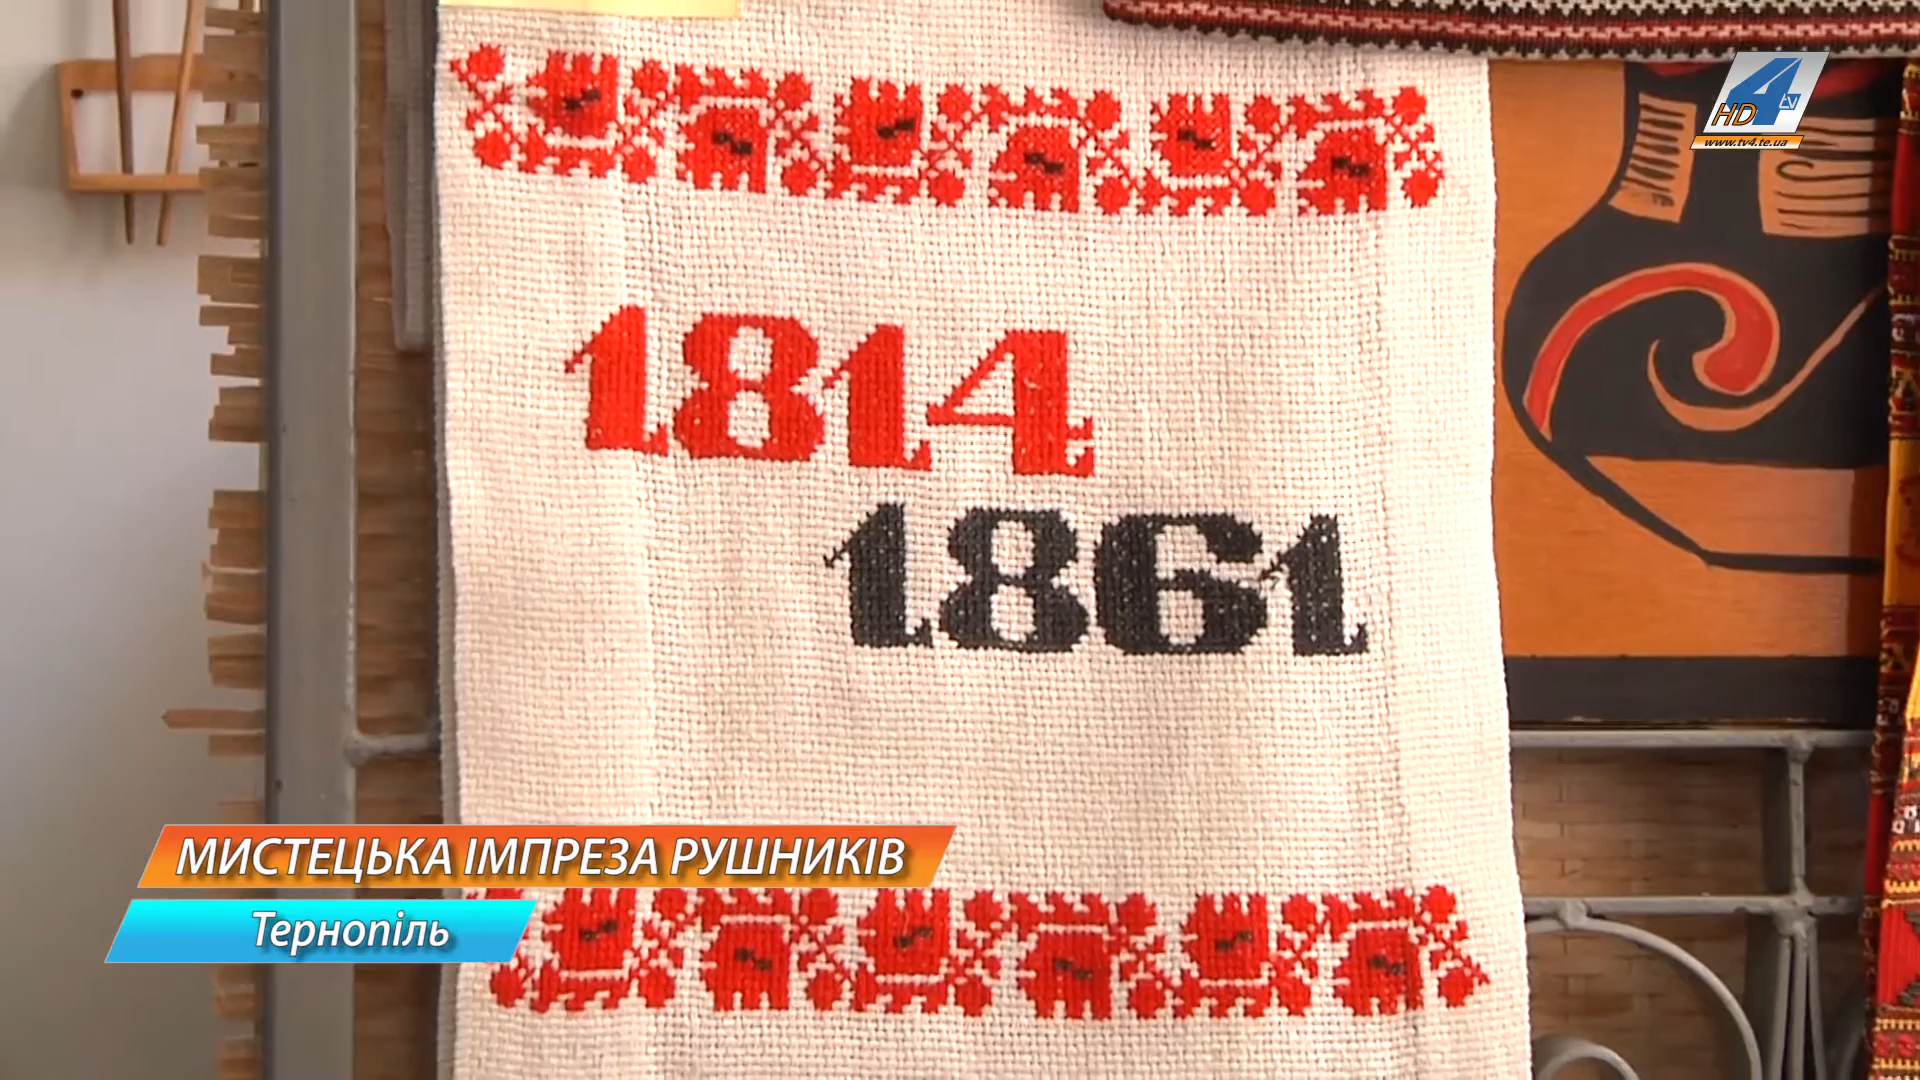 4
tv
HD
www.tv4.te.ua
1814
1861
МИСТЕЦЬКА ІМПРЕЗА РУШНИКІВ
Тернопіль